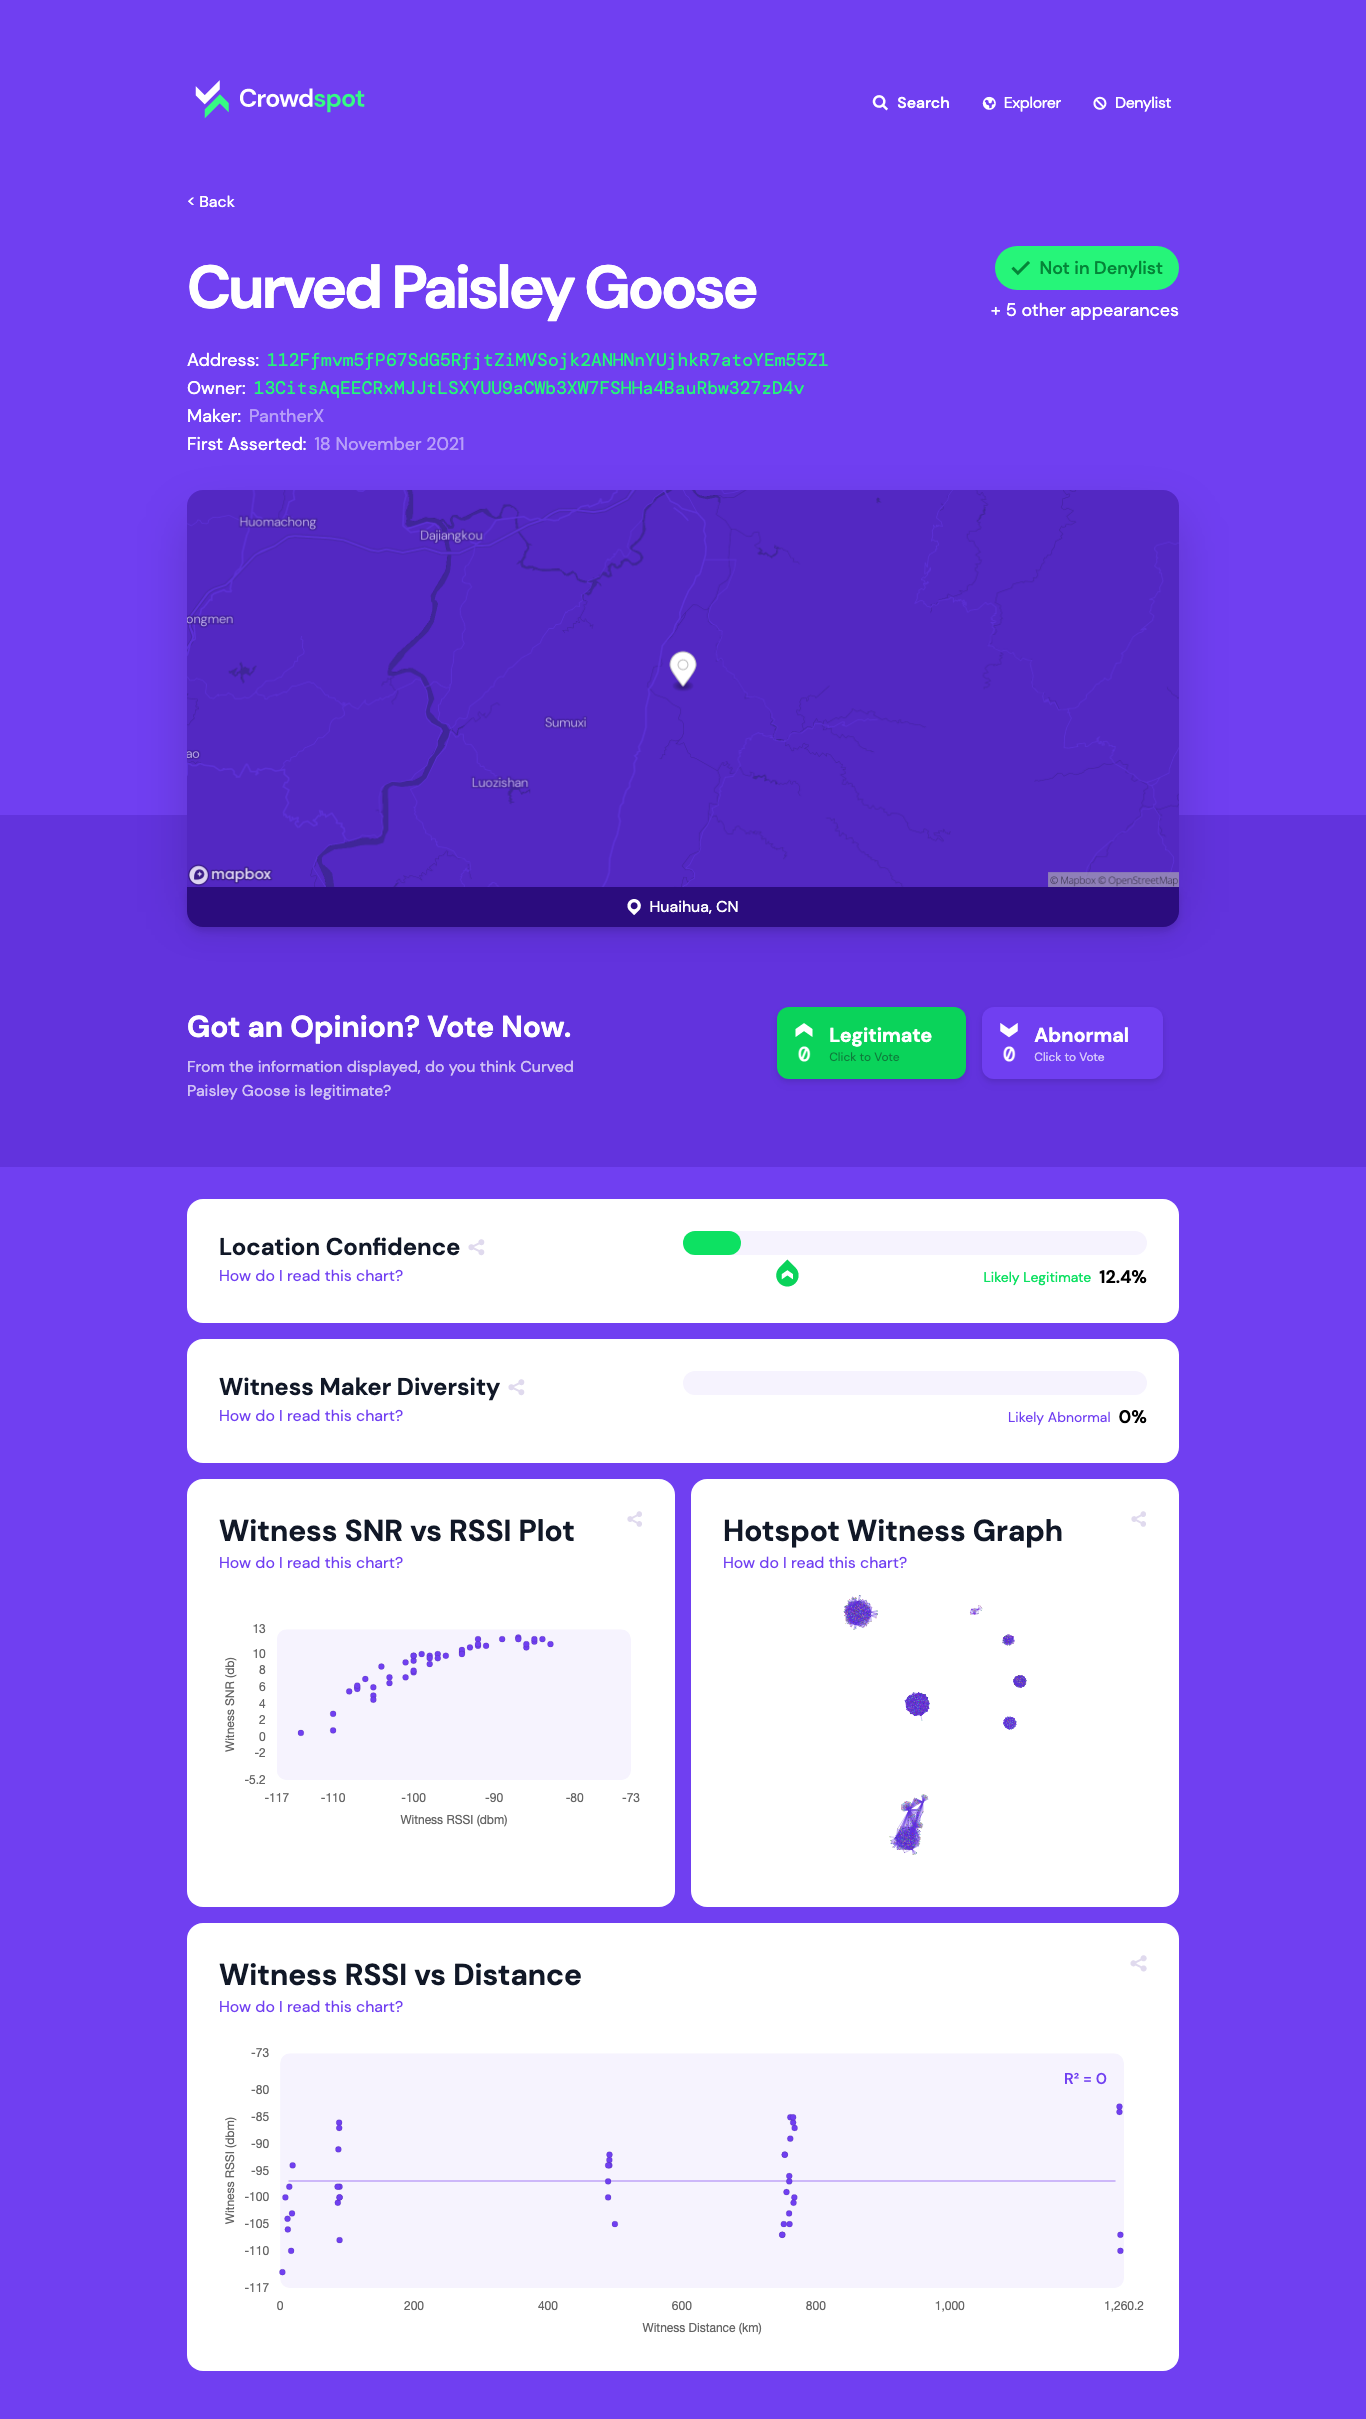 Crowdspot
Search
Explorer
Denylist
< Back
Curved Paisley Goose
Not in Denylist
+ 5 other appearances
Address: 112Ffmvm5fP67SdG5RfjtZiMVSojk2ANHNnYUjhkR7atoYEm55Z1
Owner: 13CitsAqEECRxMJJtLSXYUU9aCWb3XW7FSHHa4BauRbw327zD4v
Maker: PantherX
First Asserted: 18 November 2021
Huomachong
Dajiangkou
ongmen
Sumuxi
ao
Luozishan
mapbox
© Mapbox © OpenStreetMap
Huaihua, CN
Got an Opinion? Vote Now.
From the information displayed, do you think Curved
Paisley Goose is legitimate?
Legitimate
0
Click to Vote
Abnormal
0
Click to Vote
Location Confidence
How do I read this chart?
Likely Legitimate 12.4%
Witness Maker Diversity
How do I read this chart?
Likely Abnormal 0%
Witness SNR vs RSSI Plot
How do I read this chart?
13
10
8
6
4
2
0
-2
-5.2
Witness SNR (db)
-117 -110 -100 -90 -80 -73
Witness RSSI (dbm)
Hotspot Witness Graph
How do I read this chart?
Witness RSSI vs Distance
How do I read this chart?
-73
-80
-85
-90
-95
-100
-105
-110
-117
Witness RSSI (dbm)
R² = 0
0 200 400 600 800 1,000 1,260.2
Witness Distance (km)